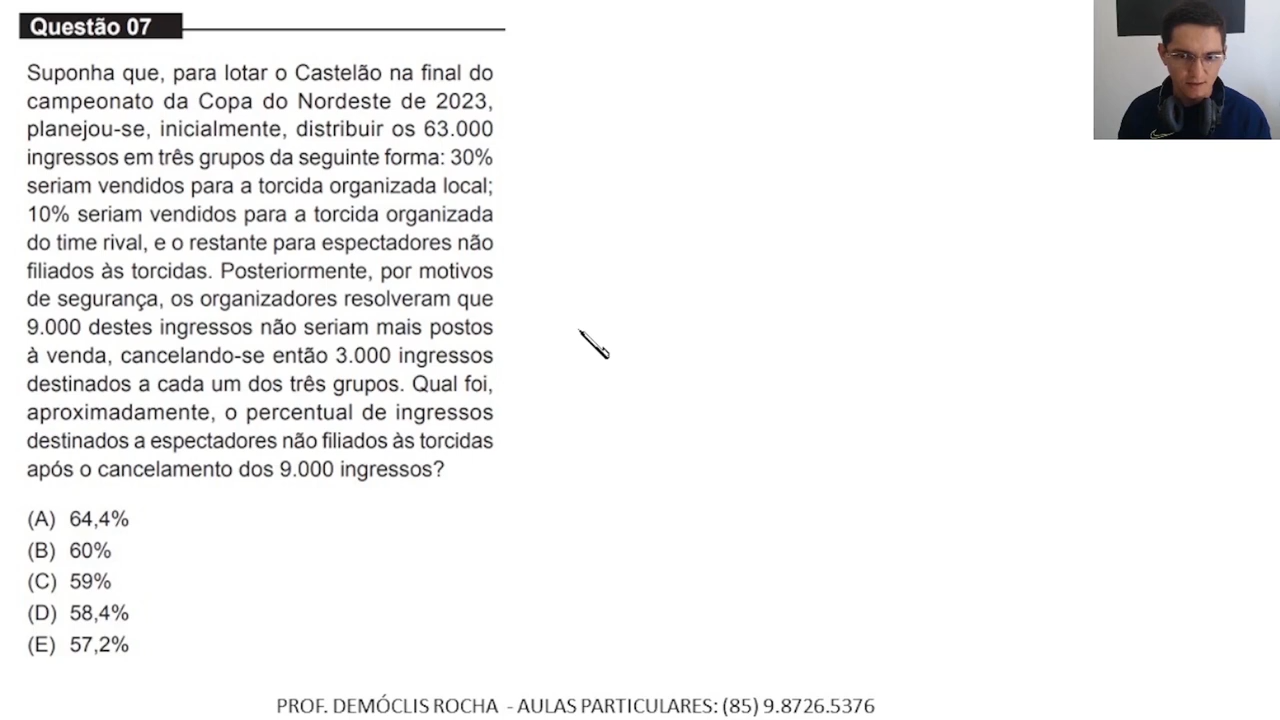 Questão 07
Suponha que, para lotar o Castelão na final do
campeonato da Copa do Nordeste de 2023,
planejou-se, inicialmente, distribuir os 63.000
ingressos em três grupos da seguinte forma: 30%
seriam vendidos para a torcida organizada local;
10% seriam vendidos para a torcida organizada
do time rival, e o restante para espectadores não
filiados às torcidas. Posteriormente, por motivos
de segurança, os organizadores resolveram que
9.000 destes ingressos não seriam mais postos
à venda, cancelando-se então 3.000 ingressos
destinados a cada um dos três grupos. Qual foi,
aproximadamente, o percentual de ingressos
destinados a espectadores não filiados às torcidas
após o cancelamento dos 9.000 ingressos?
(A) 64,4%
(B) 60%
(C) 59%
(D) 58,4%
(E) 57,2%
PROF. DEMÓCLIS ROCHA - AULAS PARTICULARES: (85) 9.8726.5376